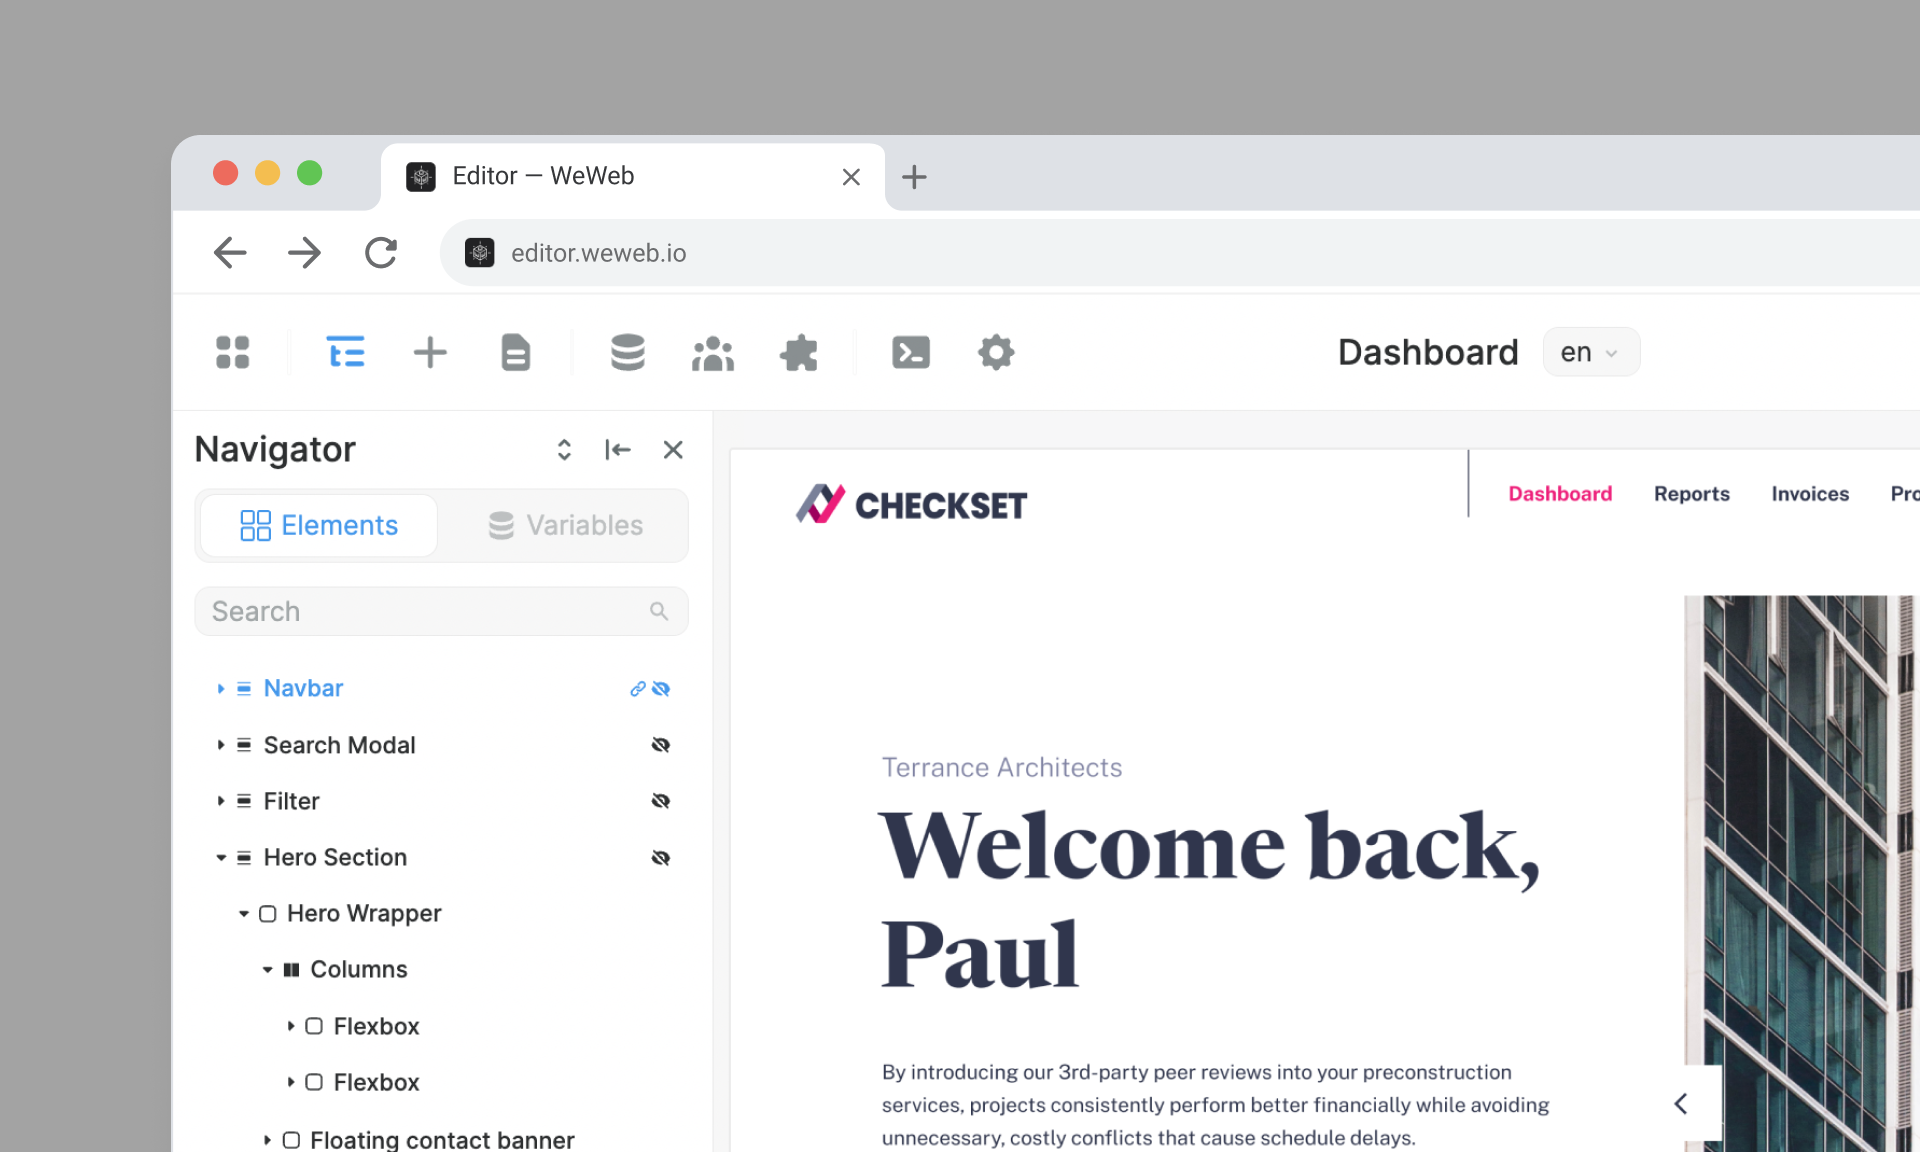 Editor — WeWeb
editor.weweb.io
Dashboard
en
Navigator
Elements
Variables
Search
Navbar
Search Modal
Filter
Hero Section
Hero Wrapper
Columns
Flexbox
Flexbox
Floating contact banner
CHECKSET
Dashboard Reports Invoices Pro
Terrance Architects
Welcome back,
Paul
By introducing our 3rd-party peer reviews into your preconstruction
services, projects consistently perform better financially while avoiding
unnecessary, costly conflicts that cause schedule delays.